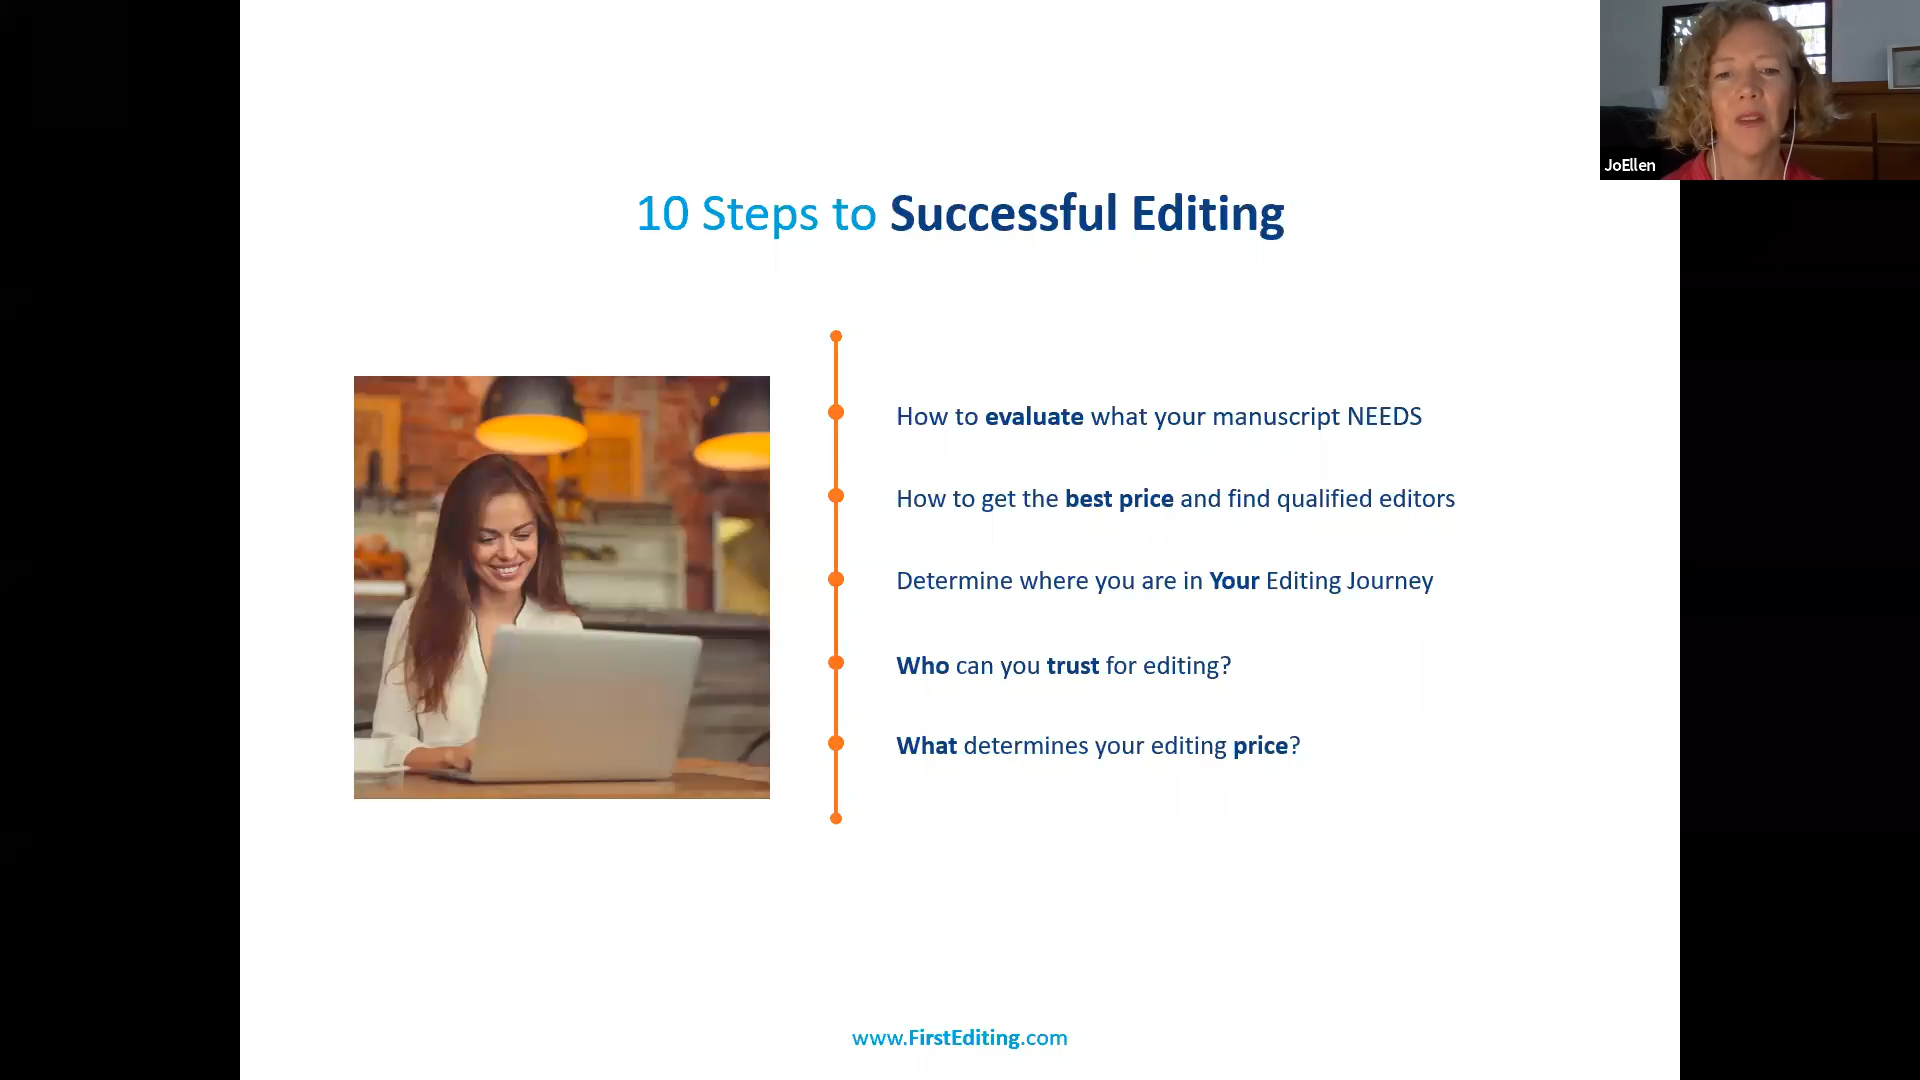 JoEllen
10 Steps to Successful Editing
How to evaluate what your manuscript NEEDS
How to get the best price and find qualified editors
Determine where you are in Your Editing Journey
Who can you trust for editing?
What determines your editing price?
www.FirstEditing.com